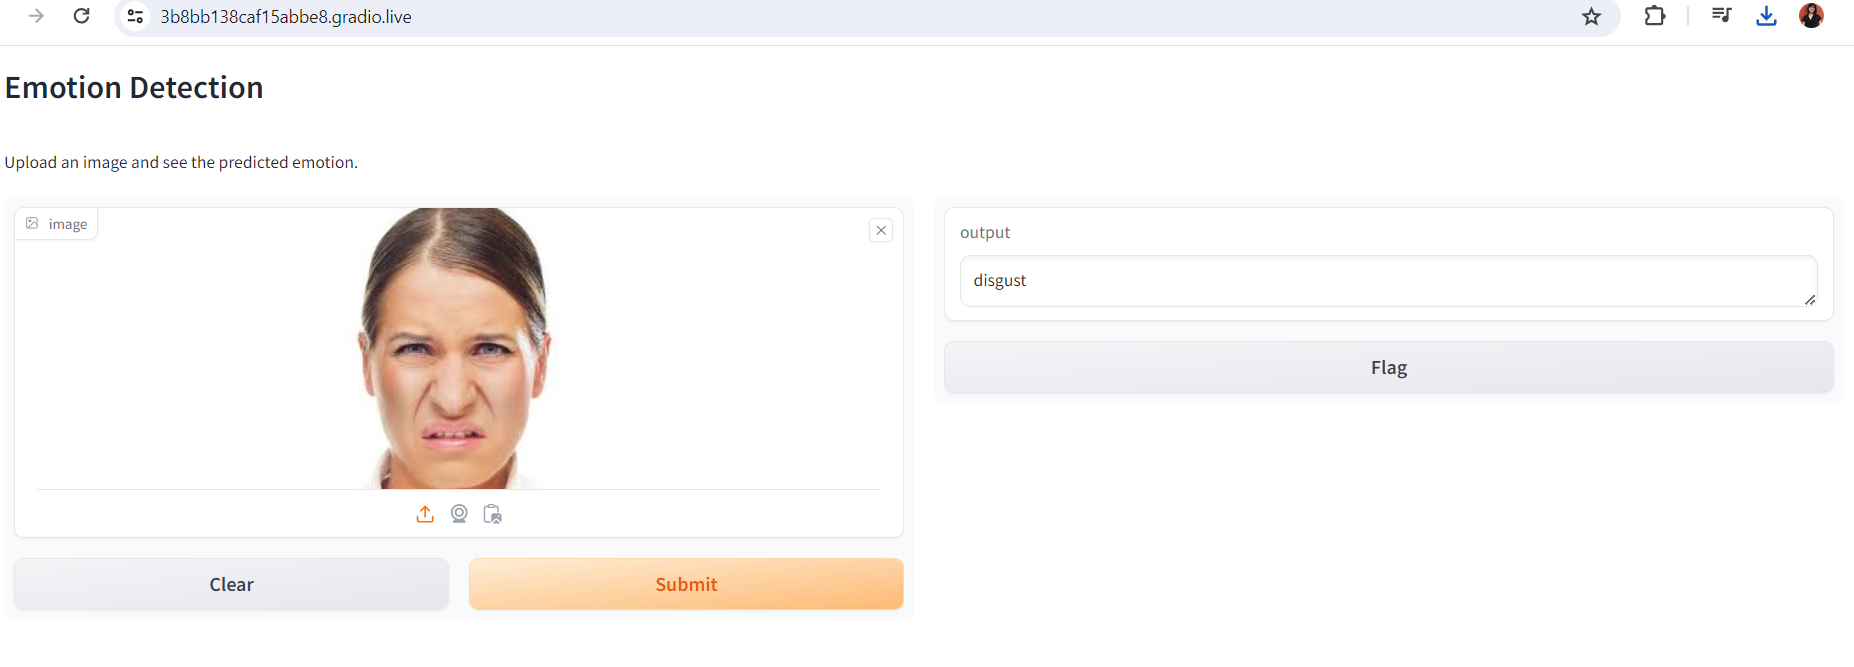 3b8bb138caf15abbe8.gradio.live
Emotion Detection
Upload an image and see the predicted emotion.
image
output
disgust
Flag
Clear
Submit